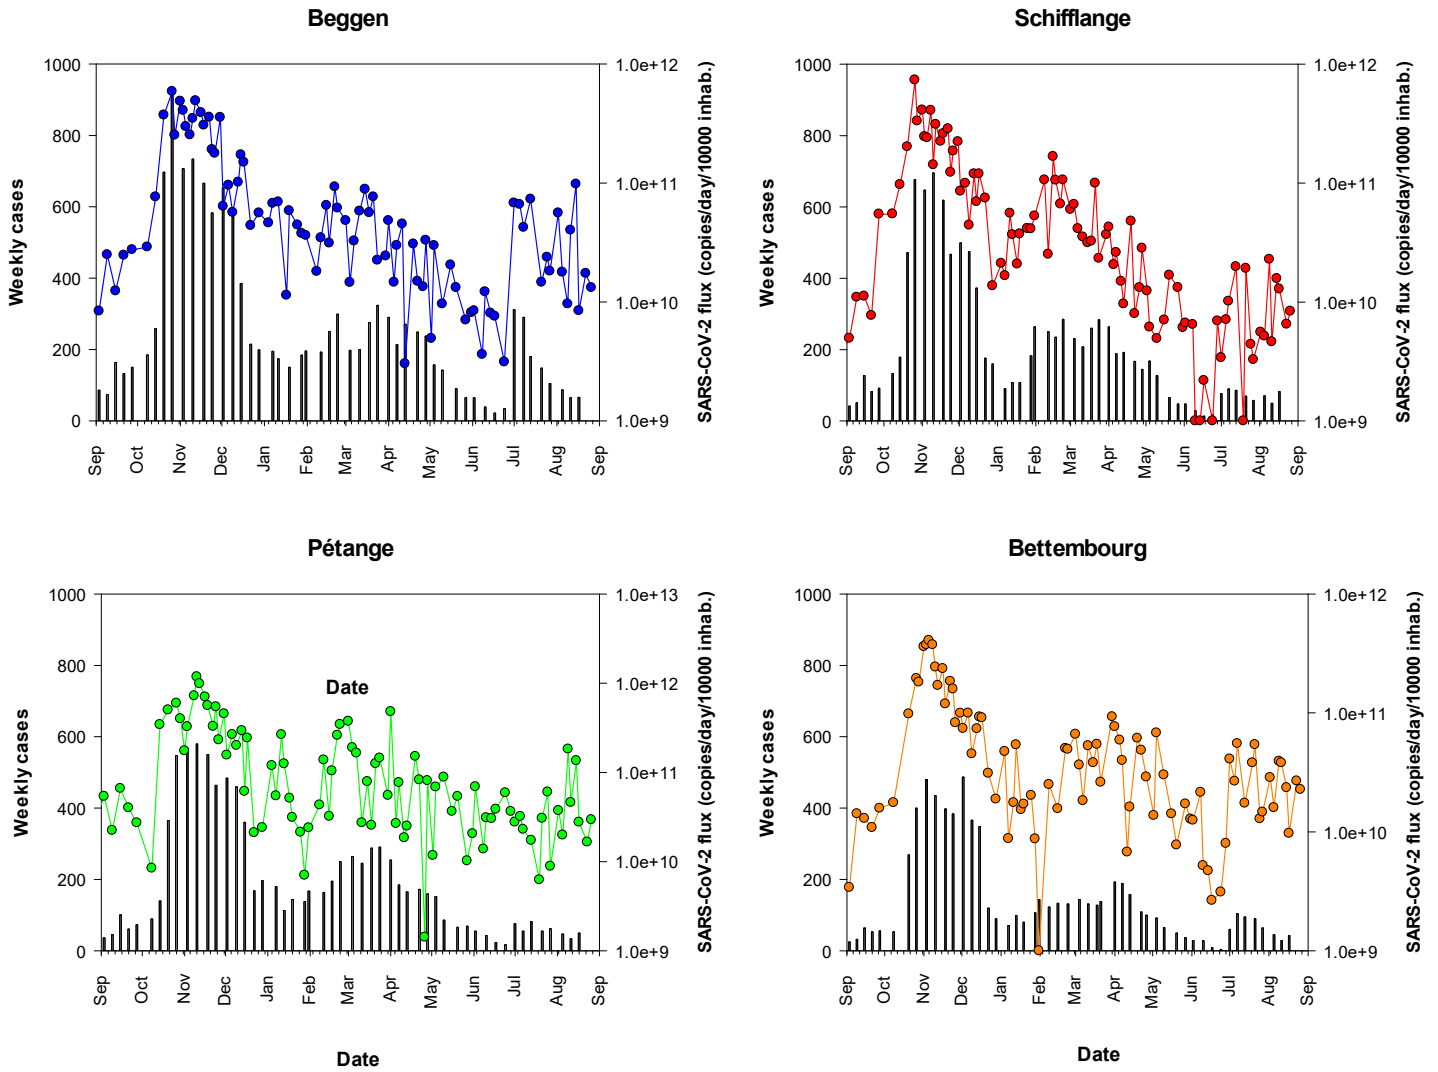 Beggen
Weekly cases
1000
800
600
400
200
0
1.0e+12
1.0e+11
1.0e+10
1.0e+9
SARS-CoV-2 flux (copies/day/10000 inhab.)
Sep Oct Nov Dec Jan Feb Mar Apr May Jun Jul Aug Sep
Schifflange
Weekly cases
1000
800
600
400
200
0
1.0e+12
1.0e+11
1.0e+10
1.0e+9
SARS-CoV-2 flux (copies/day/10000 inhab.)
Sep Oct Nov Dec Jan Feb Mar Apr May Jun Jul Aug Sep
Pétange
Weekly cases
1000
800
600
400
200
0
Date
1.0e+13
1.0e+12
1.0e+11
1.0e+10
1.0e+9
SARS-CoV-2 flux (copies/day/10000 inhab.)
Sep Oct Nov Dec Jan Feb Mar Apr May Jun Jul Aug Sep
Date
Bettembourg
Weekly cases
1000
800
600
400
200
0
1.0e+12
1.0e+11
1.0e+10
1.0e+9
SARS-CoV-2 flux (copies/day/10000 inhab.)
Sep Oct Nov Dec Jan Feb Mar Apr May Jun Jul Aug Sep
Date